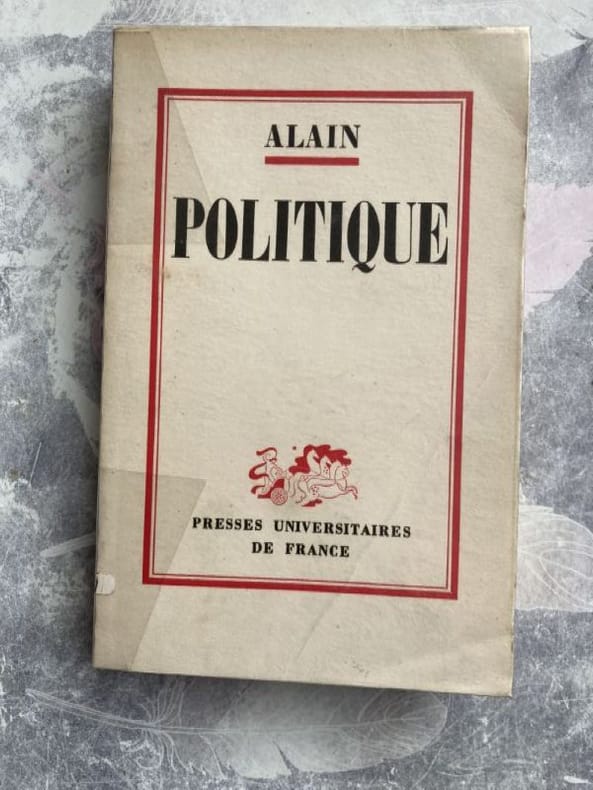 ALAIN
POLITIQUE
PRESSES UNIVERSITAIRES
DE FRANCE